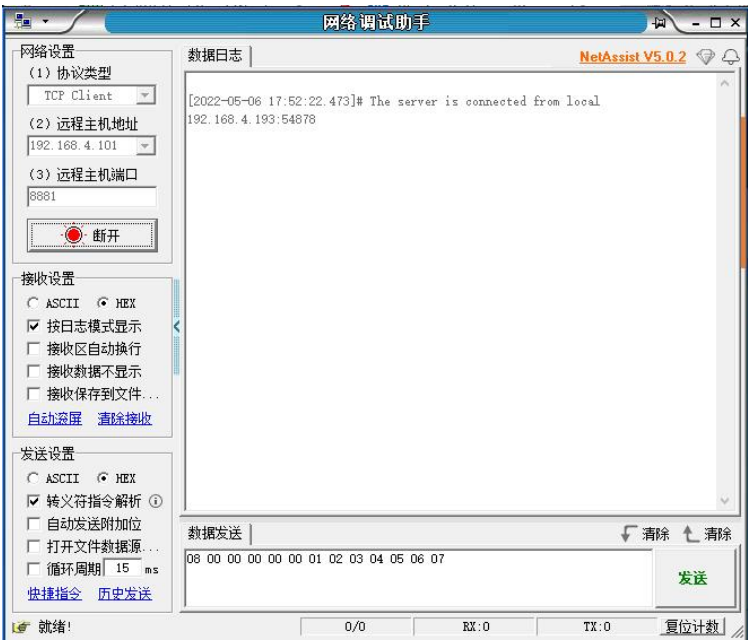 网络调试助手
网络设置
(1) 协议类型
TCP Client
(2) 远程主机地址
192.168.4.101
(3) 远程主机端口
8881
断开
接收设置
ASCII HEX
按日志模式显示
接收区自动换行
接收数据不显示
接收保存到文件...
自动滚屏 清除接收
发送设置
ASCII HEX
转义符指令解析
自动发送附加位
打开文件数据源...
循环周期 15 ms
快捷指令 历史发送
数据日志
NetAssist V5.0.2
[2022-05-06 17:52:22.473]# The server is connected from local
192.168.4.193:54878
数据发送
清除 清除
08 00 00 00 00 00 01 02 03 04 05 06 07
发送
就绪!
0/0
RX:0
TX:0
复位计数